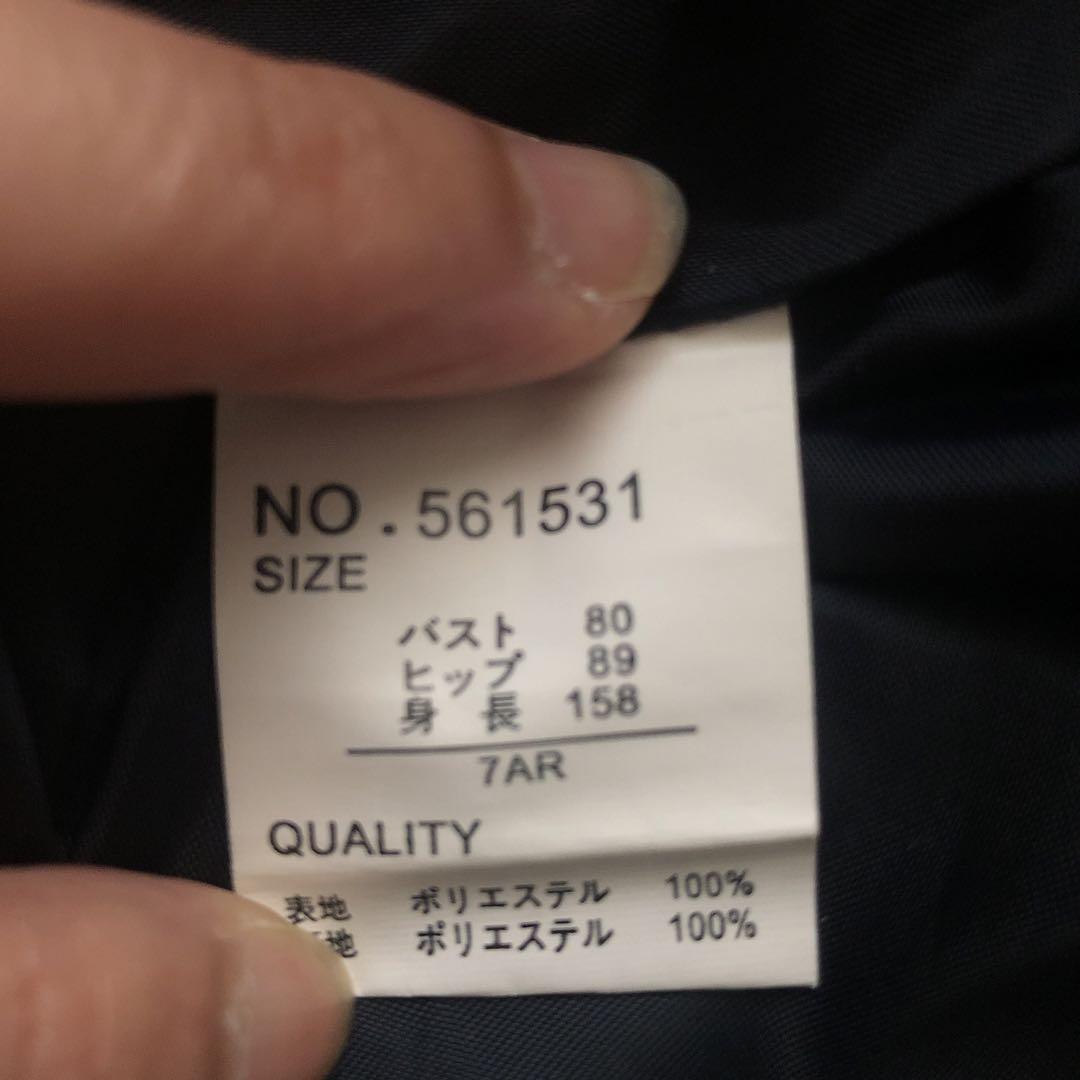 NO.561531
SIZE
バスト 80
ヒップ 89
身長 158
7AR
QUALITY
表地 ポリエステル 100%
地 ポリエステル 100%